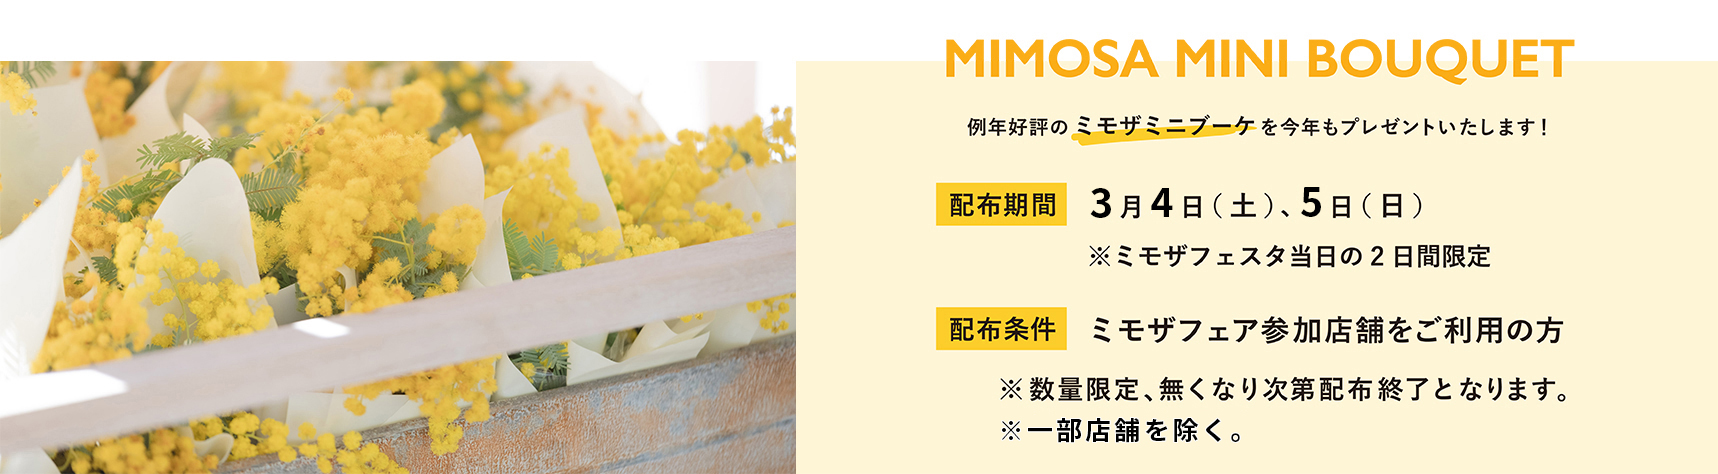 MIMOSA MINI BOUQUET
例年好評のミモザミニブーケを今年もプレゼントいたします！
配布期間 3月4日（土）、5日（日）
※ミモザフェスタ当日の2日間限定
配布条件 ミモザフェア参加店舗をご利用の方
※数量限定、無くなり次第配布終了となります。
※一部店舗を除く。